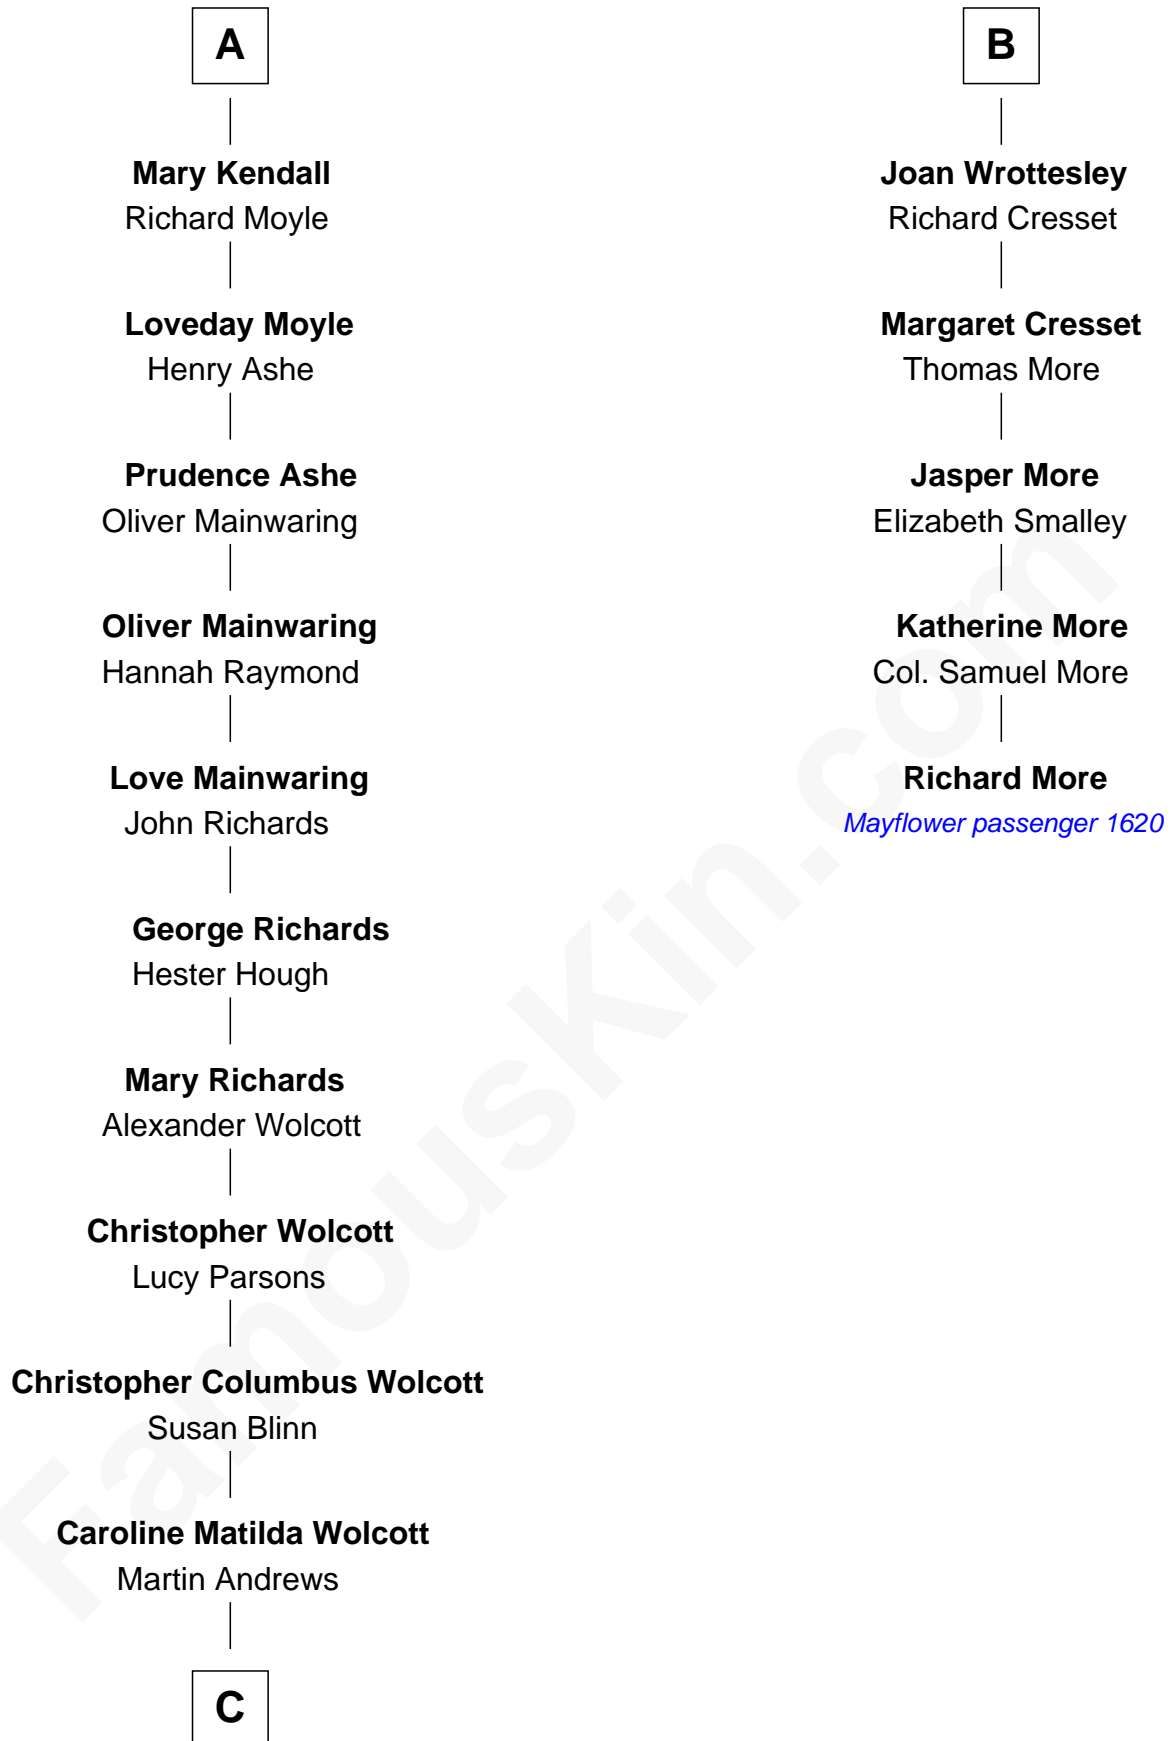 A
Mary Kendall
Richard Moyle
Loveday Moyle
Henry Ashe
Prudence Ashe
Oliver Mainwaring
Oliver Mainwaring
Hannah Raymond
Love Mainwaring
John Richards
George Richards
Hester Hough
Mary Richards
Alexander Wolcott
Christopher Wolcott
Lucy Parsons
Christopher Columbus Wolcott
Susan Blinn
Caroline Matilda Wolcott
Martin Andrews
C
B
Joan Wrottesley
Richard Cresset
Margaret Cresset
Thomas More
Jasper More
Elizabeth Smalley
Katherine More
Col. Samuel More
Richard More
Mayflower passenger 1620
FamousKin.com